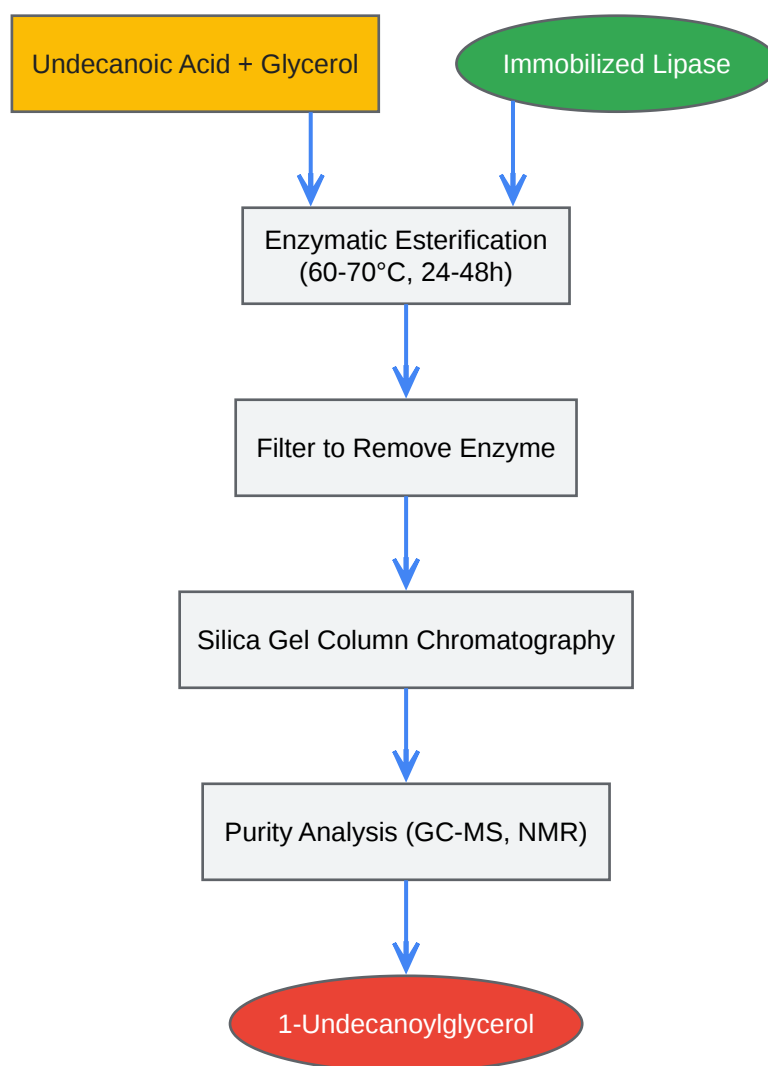 Undecanoic Acid + Glycerol
Immobilized Lipase
Enzymatic Esterification
(60-70°C, 24-48h)
Filter to Remove Enzyme
Silica Gel Column Chromatography
Purity Analysis (GC-MS, NMR)
1-Undecanoylglycerol